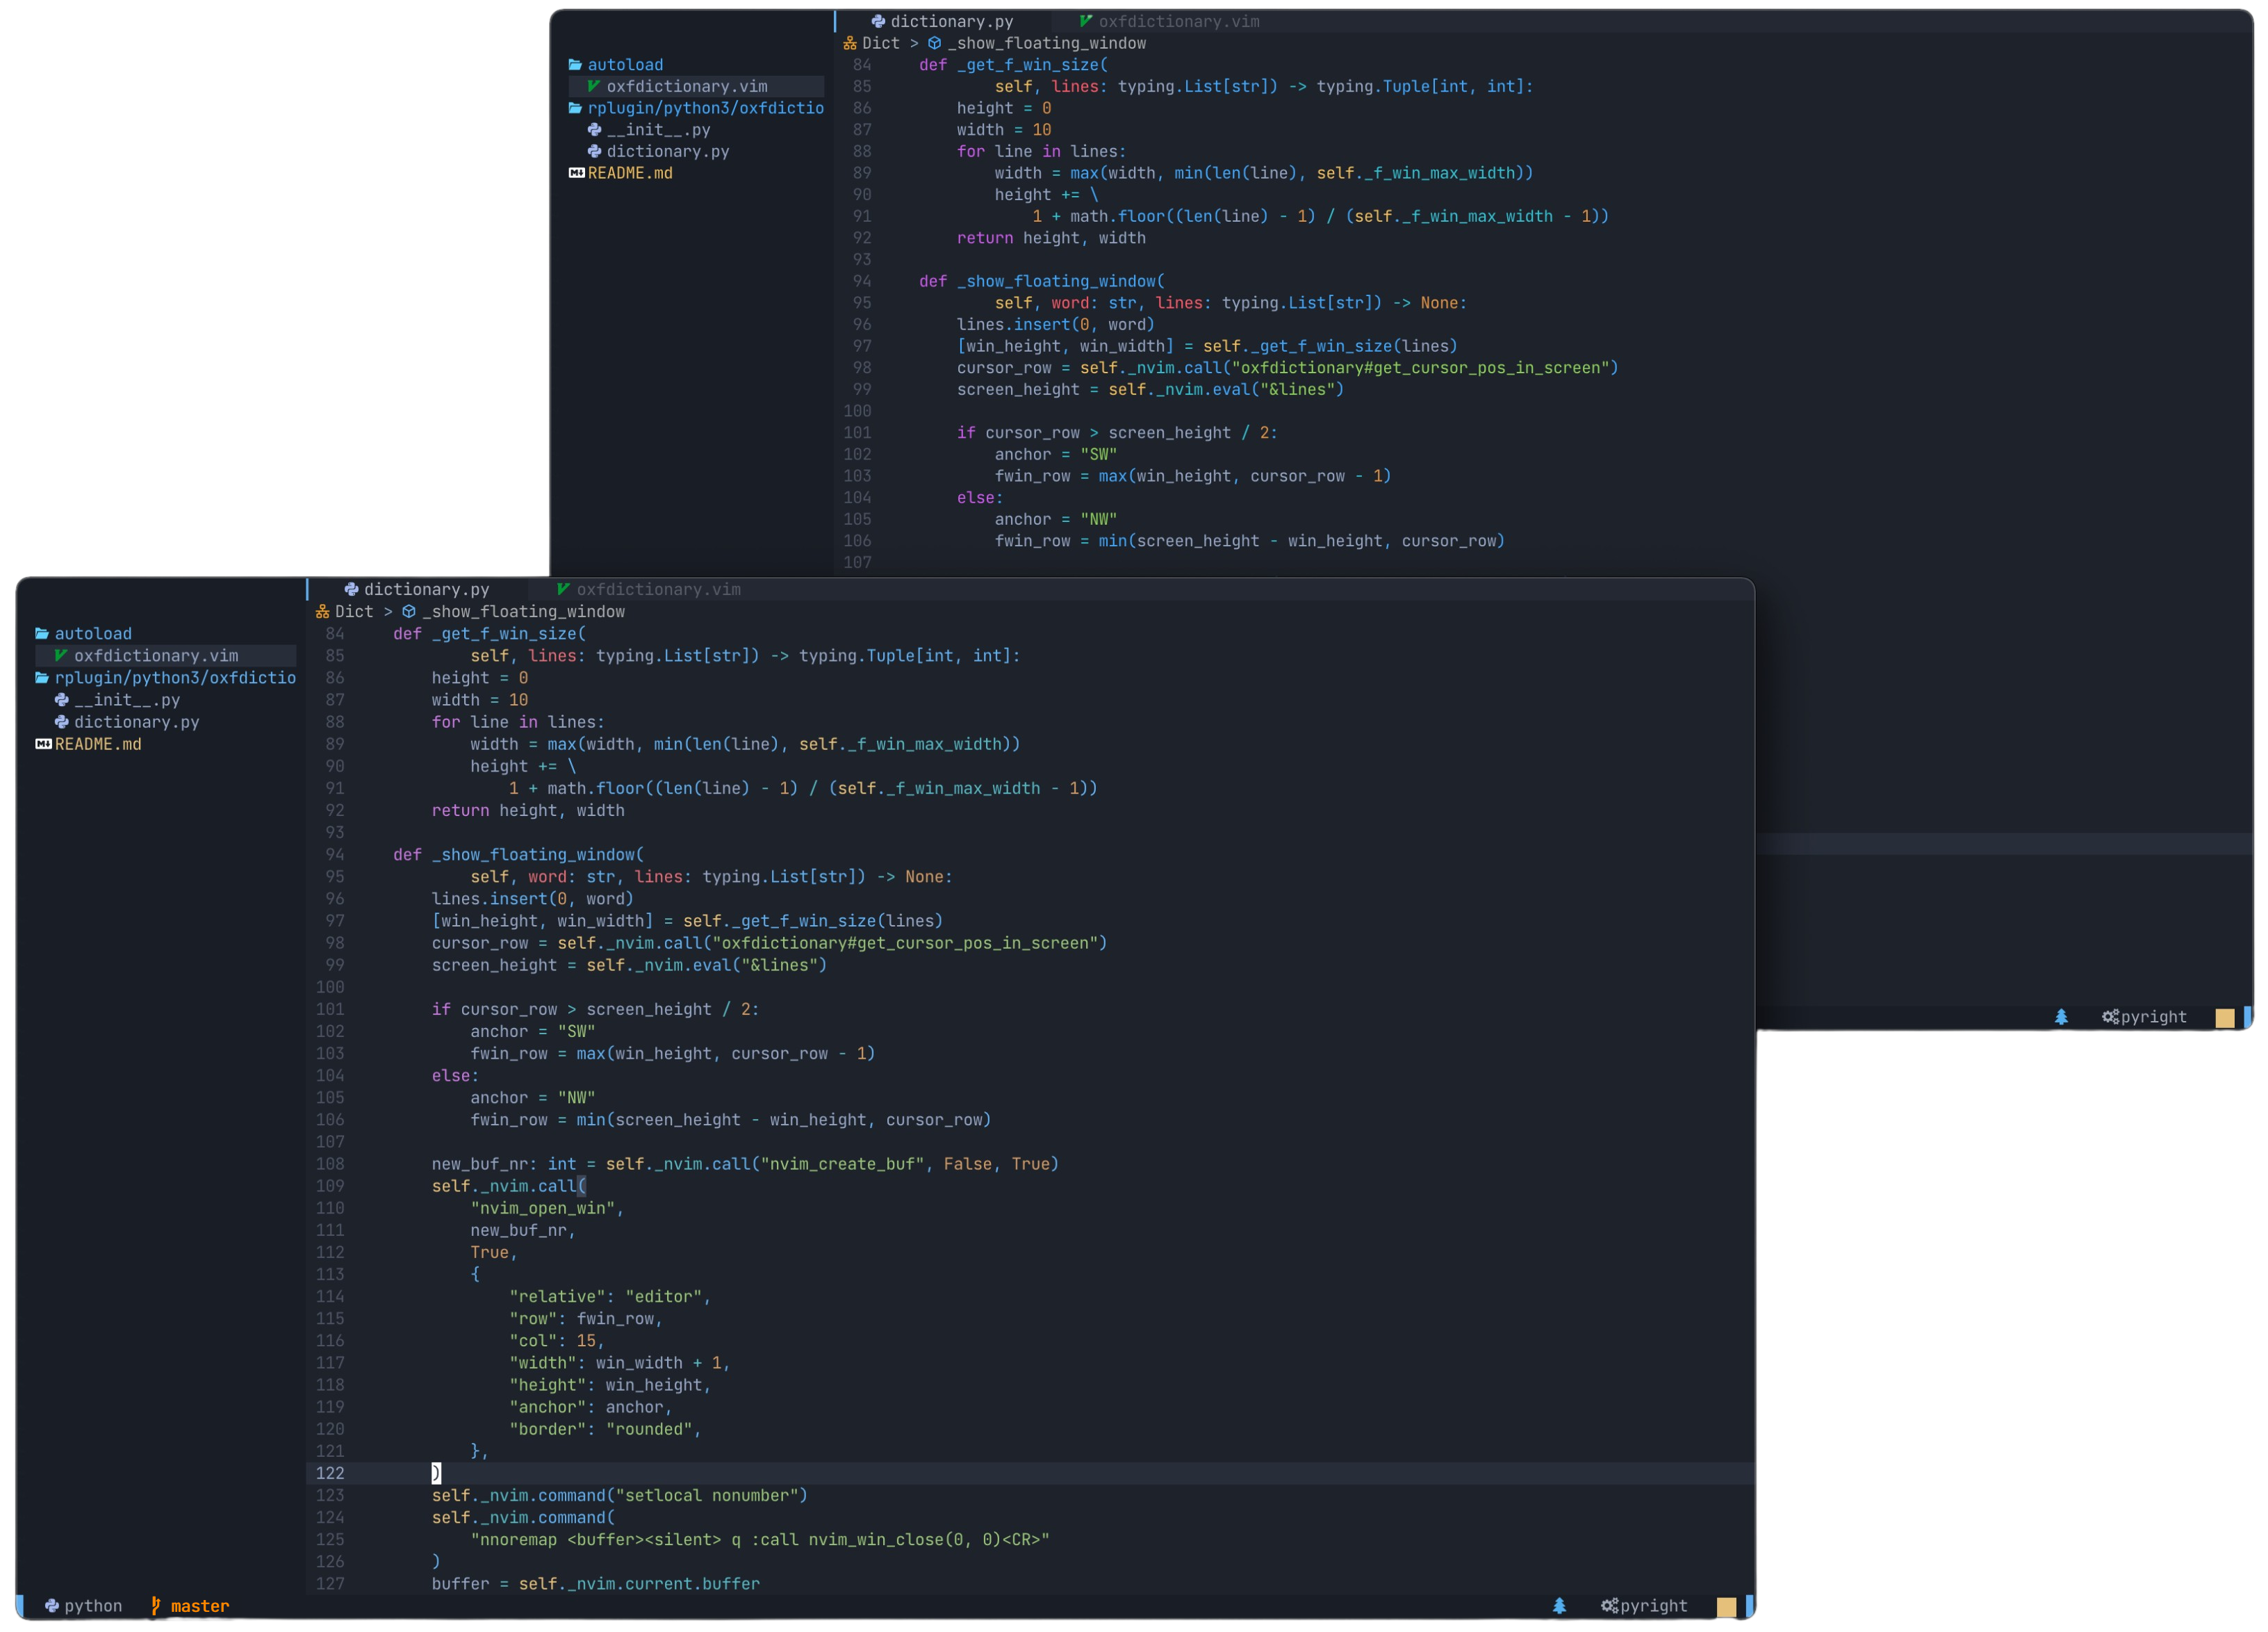 dictionary.py oxfdictionary.vim
Dict > _show_floating_window
autoload
oxfdictionary.vim
rplugin/python3/oxfdictio
__init__.py
dictionary.py
README.md
84 def _get_f_win_size(
85 self, lines: typing.List[str]) -> typing.Tuple[int, int]:
86 height = 0
87 width = 10
88 for line in lines:
89 width = max(width, min(len(line), self._f_win_max_width))
90 height += \
91 1 + math.floor((len(line) - 1) / (self._f_win_max_width - 1))
92 return height, width
93
94 def _show_floating_window(
95 self, word: str, lines: typing.List[str]) -> None:
96 lines.insert(0, word)
97 [win_height, win_width] = self._get_f_win_size(lines)
98 cursor_row = self._nvim.call("oxfdictionary#get_cursor_pos_in_screen")
99 screen_height = self._nvim.eval("&lines")
100
101 if cursor_row > screen_height / 2:
102 anchor = "SW"
103 fwin_row = max(win_height, cursor_row - 1)
104 else:
105 anchor = "NW"
106 fwin_row = min(screen_height - win_height, cursor_row)
107
pyright
dictionary.py oxfdictionary.vim
Dict > _show_floating_window
autoload
oxfdictionary.vim
rplugin/python3/oxfdictio
__init__.py
dictionary.py
README.md
84 def _get_f_win_size(
85 self, lines: typing.List[str]) -> typing.Tuple[int, int]:
86 height = 0
87 width = 10
88 for line in lines:
89 width = max(width, min(len(line), self._f_win_max_width))
90 height += \
91 1 + math.floor((len(line) - 1) / (self._f_win_max_width - 1))
92 return height, width
93
94 def _show_floating_window(
95 self, word: str, lines: typing.List[str]) -> None:
96 lines.insert(0, word)
97 [win_height, win_width] = self._get_f_win_size(lines)
98 cursor_row = self._nvim.call("oxfdictionary#get_cursor_pos_in_screen")
99 screen_height = self._nvim.eval("&lines")
100
101 if cursor_row > screen_height / 2:
102 anchor = "SW"
103 fwin_row = max(win_height, cursor_row - 1)
104 else:
105 anchor = "NW"
106 fwin_row = min(screen_height - win_height, cursor_row)
107
108 new_buf_nr: int = self._nvim.call("nvim_create_buf", False, True)
109 self._nvim.call(
110 "nvim_open_win",
111 new_buf_nr,
112 True,
113 {
114 "relative": "editor",
115 "row": fwin_row,
116 "col": 15,
117 "width": win_width + 1,
118 "height": win_height,
119 "anchor": anchor,
120 "border": "rounded",
121 },
122 )
123 self._nvim.command("setlocal nonumber")
124 self._nvim.command(
125 "nnoremap <buffer><silent> q :call nvim_win_close(0, 0)<CR>"
126 )
127 buffer = self._nvim.current.buffer
python master pyright